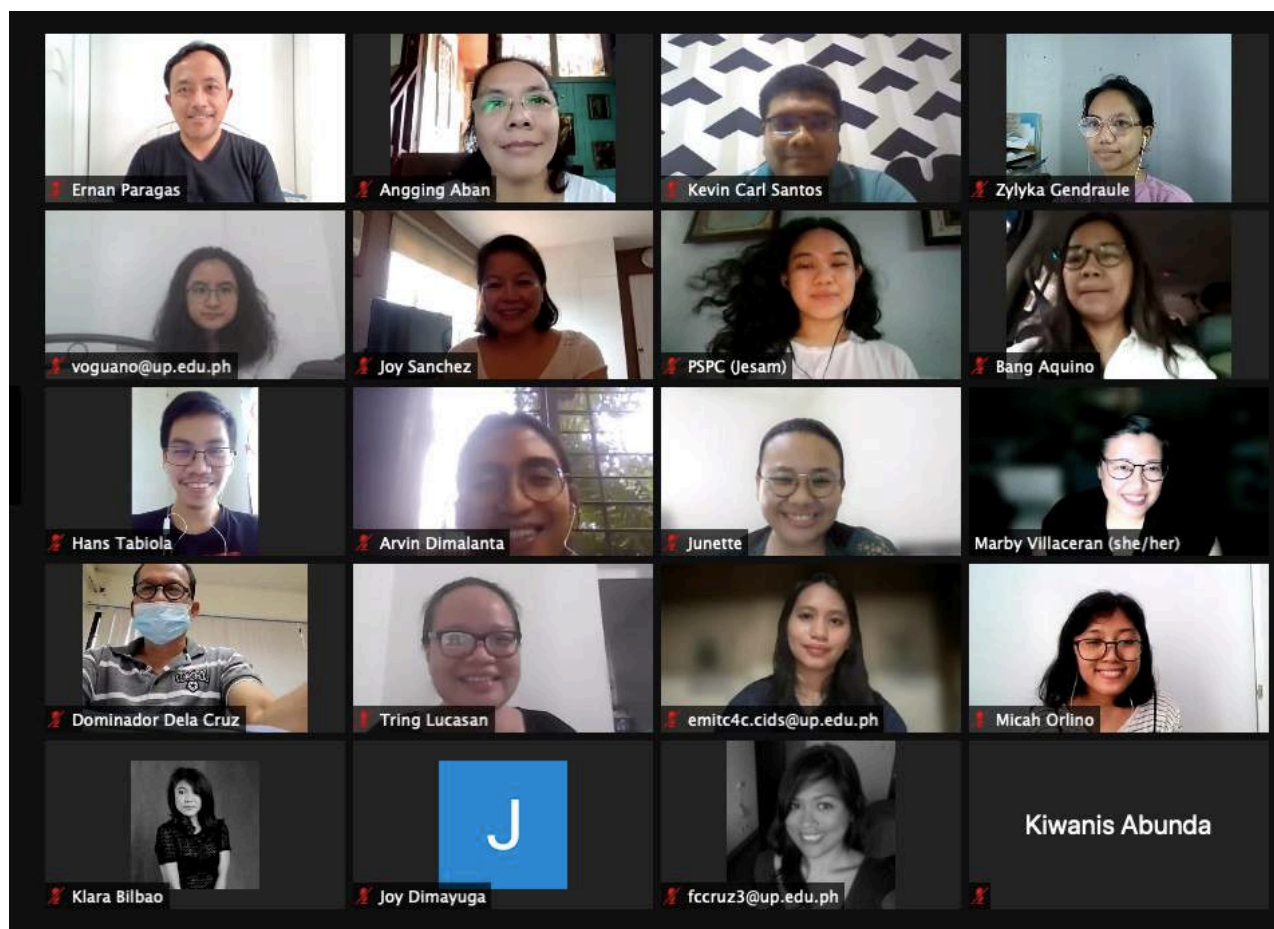 Ernan Paragas
Angging Aban
Kevin Carl Santos
Zylyka Gendraule
voguano@up.edu.ph
Joy Sanchez
PSPC (Jesam)
Bang Aquino
Hans Tabiola
Arvin Dimalanta
Junette
Marby Villaceran (she/her)
Dominador Dela Cruz
Tring Lucasan
emitc4c.cids@up.edu.ph
Micah Orlino
Klara Bilbao
J
Joy Dimayuga
fccruz3@up.edu.ph
Kiwanis Abunda